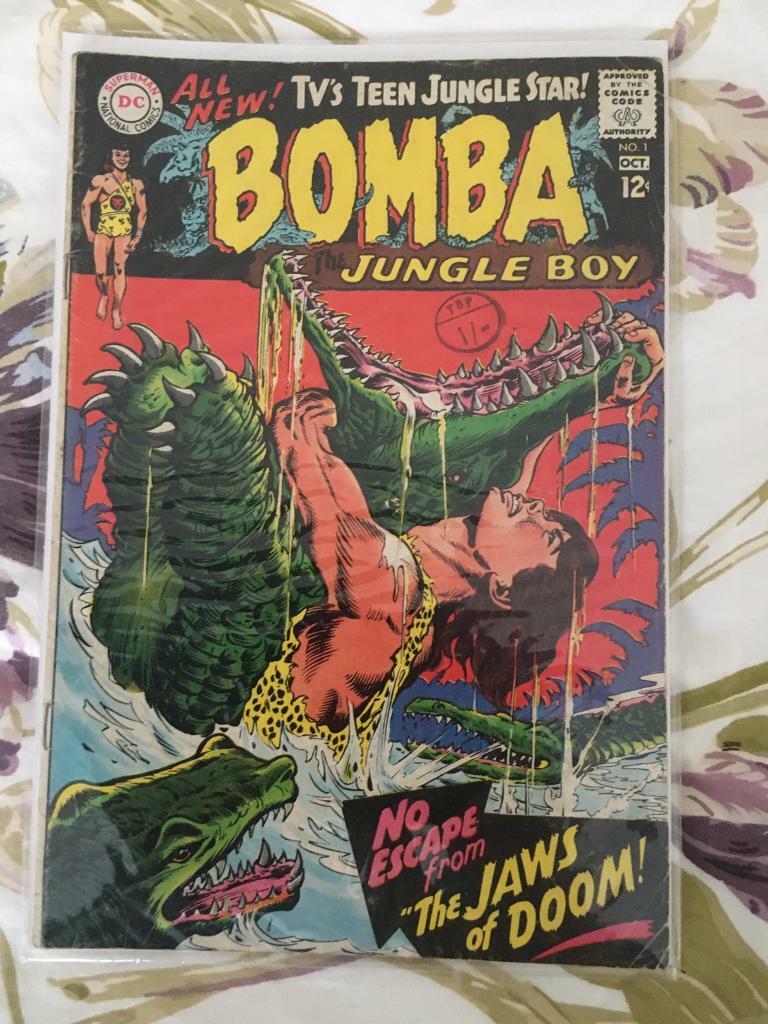 SUPERMAN
DC
NATIONAL COMICS
ALL NEW! TV'S TEEN JUNGLE STAR!
APPROVED
BY THE
COMICS
CODE
AUTHORITY
NO. 1
OCT.
12¢
BOMBA
The JUNGLE BOY
T&P
1/-
NO
ESCAPE
from
"The JAWS
of DOOM!